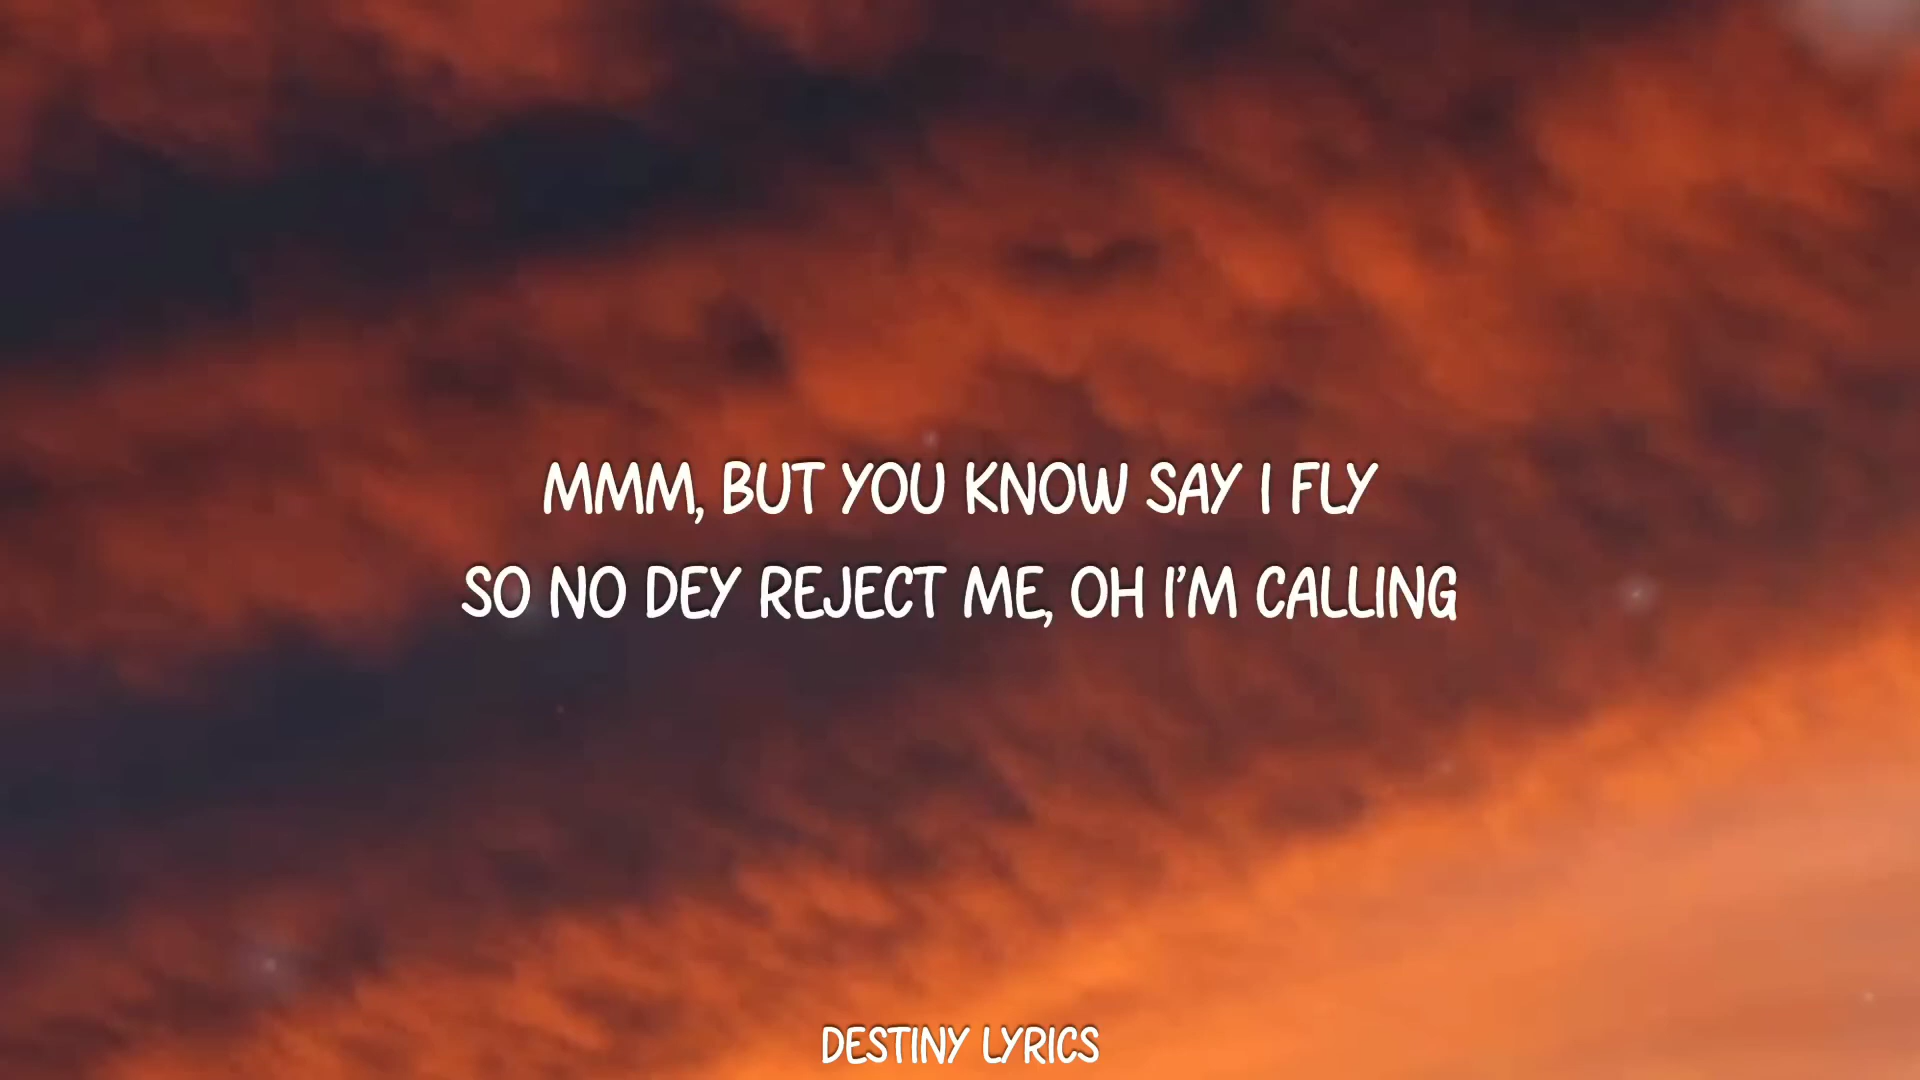 MMM, BUT YOU KNOW SAY I FLY
SO NO DEY REJECT ME, OH I'M CALLING
DESTINY LYRICS